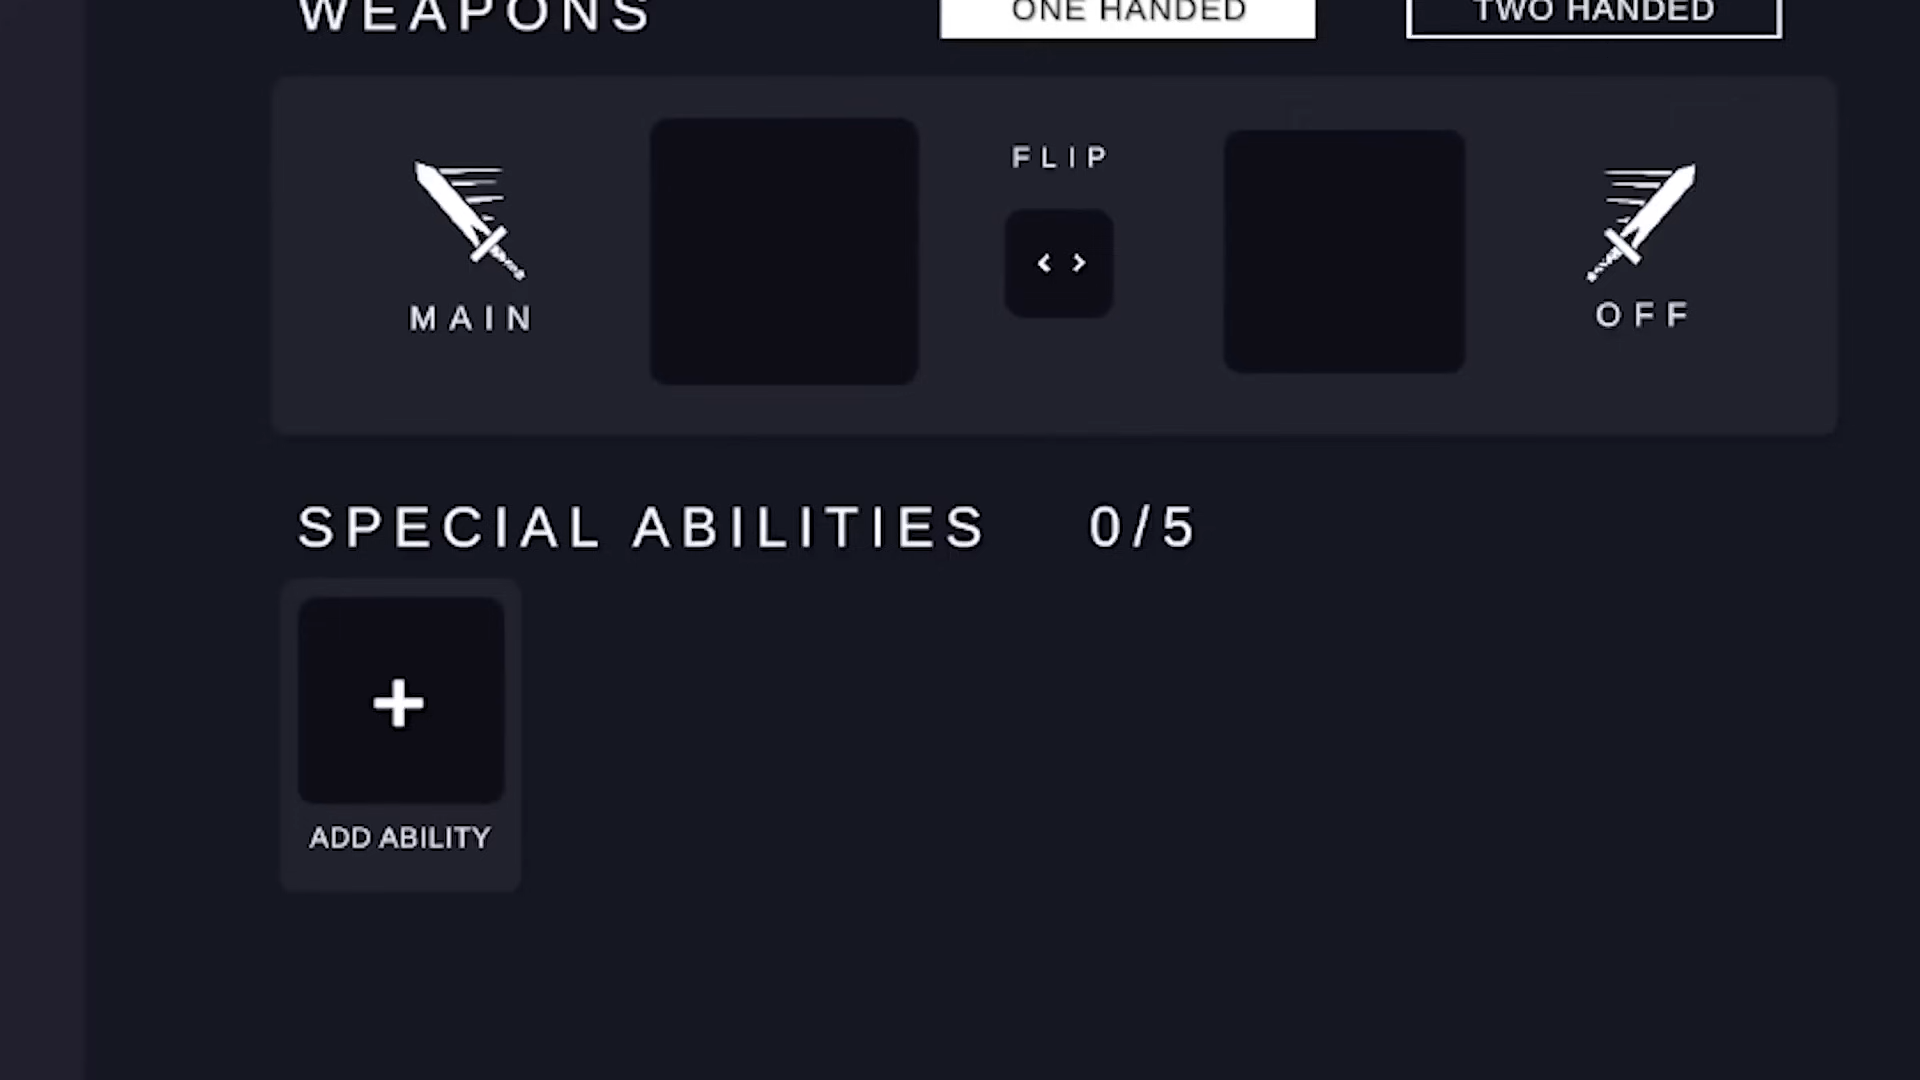 WEAPONS ONE HANDED TWO HANDED
FLIP
< >
MAIN OFF
SPECIAL ABILITIES 0/5
+
ADD ABILITY